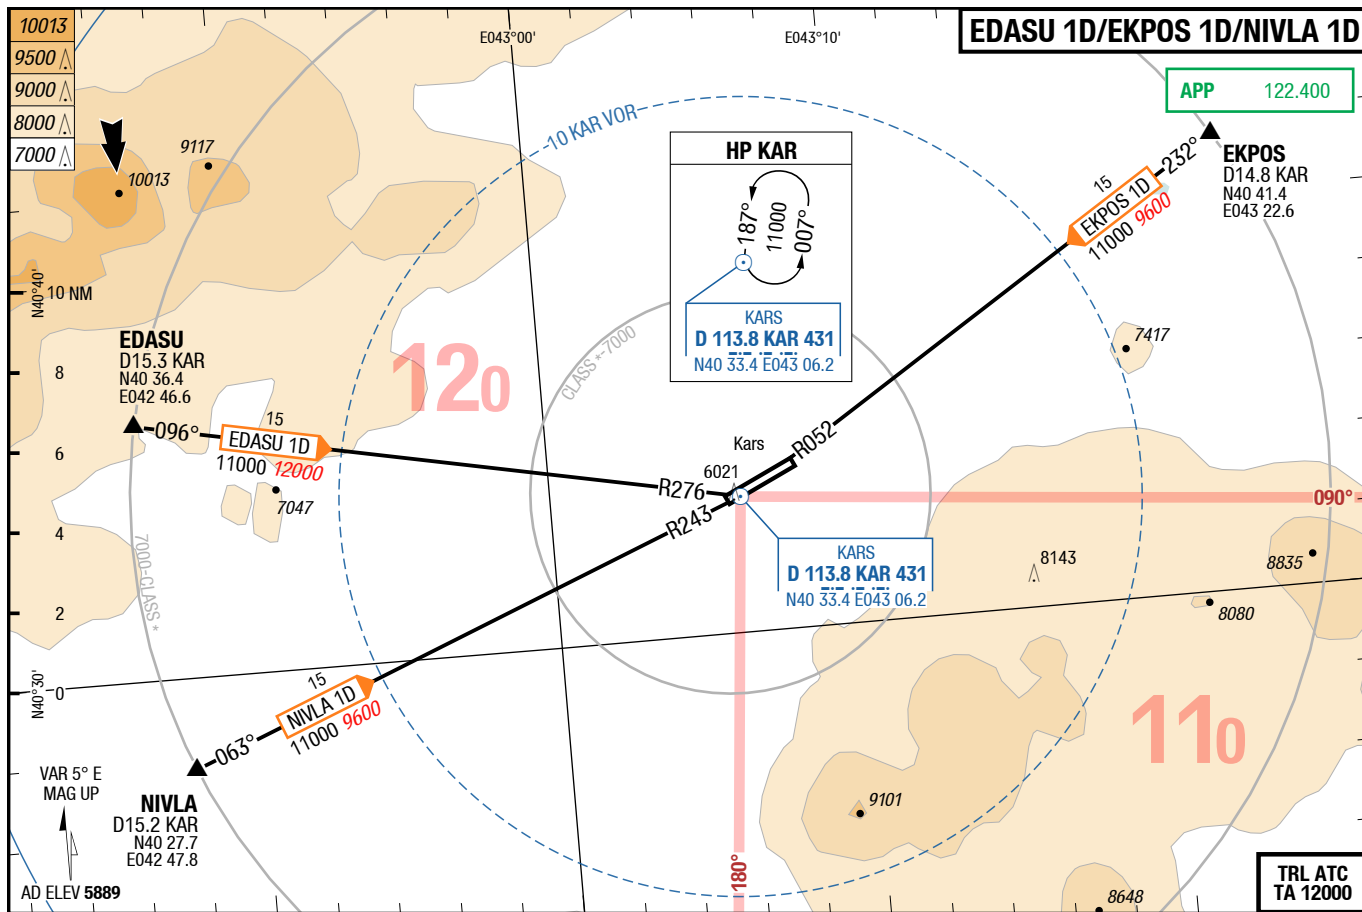 EDASU 1D/EKPOS 1D/NIVLA 1D
10013
9500
9000
8000
7000
E043°00'
E043°10'
APP 122.400
9117
10013
10 KAR VOR
HP KAR
187°
11000
007°
KARS
D 113.8 KAR 431
N40 33.4 E043 06.2
232°
EKPOS
D14.8 KAR
N40 41.4
E043 22.6
15
EKPOS 1D
11000 9600
N40°40'
10 NM
8
6
4
2
0
N40°30'
EDASU
D15.3 KAR
N40 36.4
E042 46.6
096°
15
EDASU 1D
11000 12000
7047
120
CLASS *-7000
7000-CLASS *
7417
Kars
6021
R052
R276
R243
090°
KARS
D 113.8 KAR 431
N40 33.4 E043 06.2
8143
8835
8080
15
NIVLA 1D
11000 9600
063°
NIVLA
D15.2 KAR
N40 27.7
E042 47.8
110
9101
8648
180°
VAR 5° E
MAG UP
AD ELEV 5889
TRL ATC
TA 12000